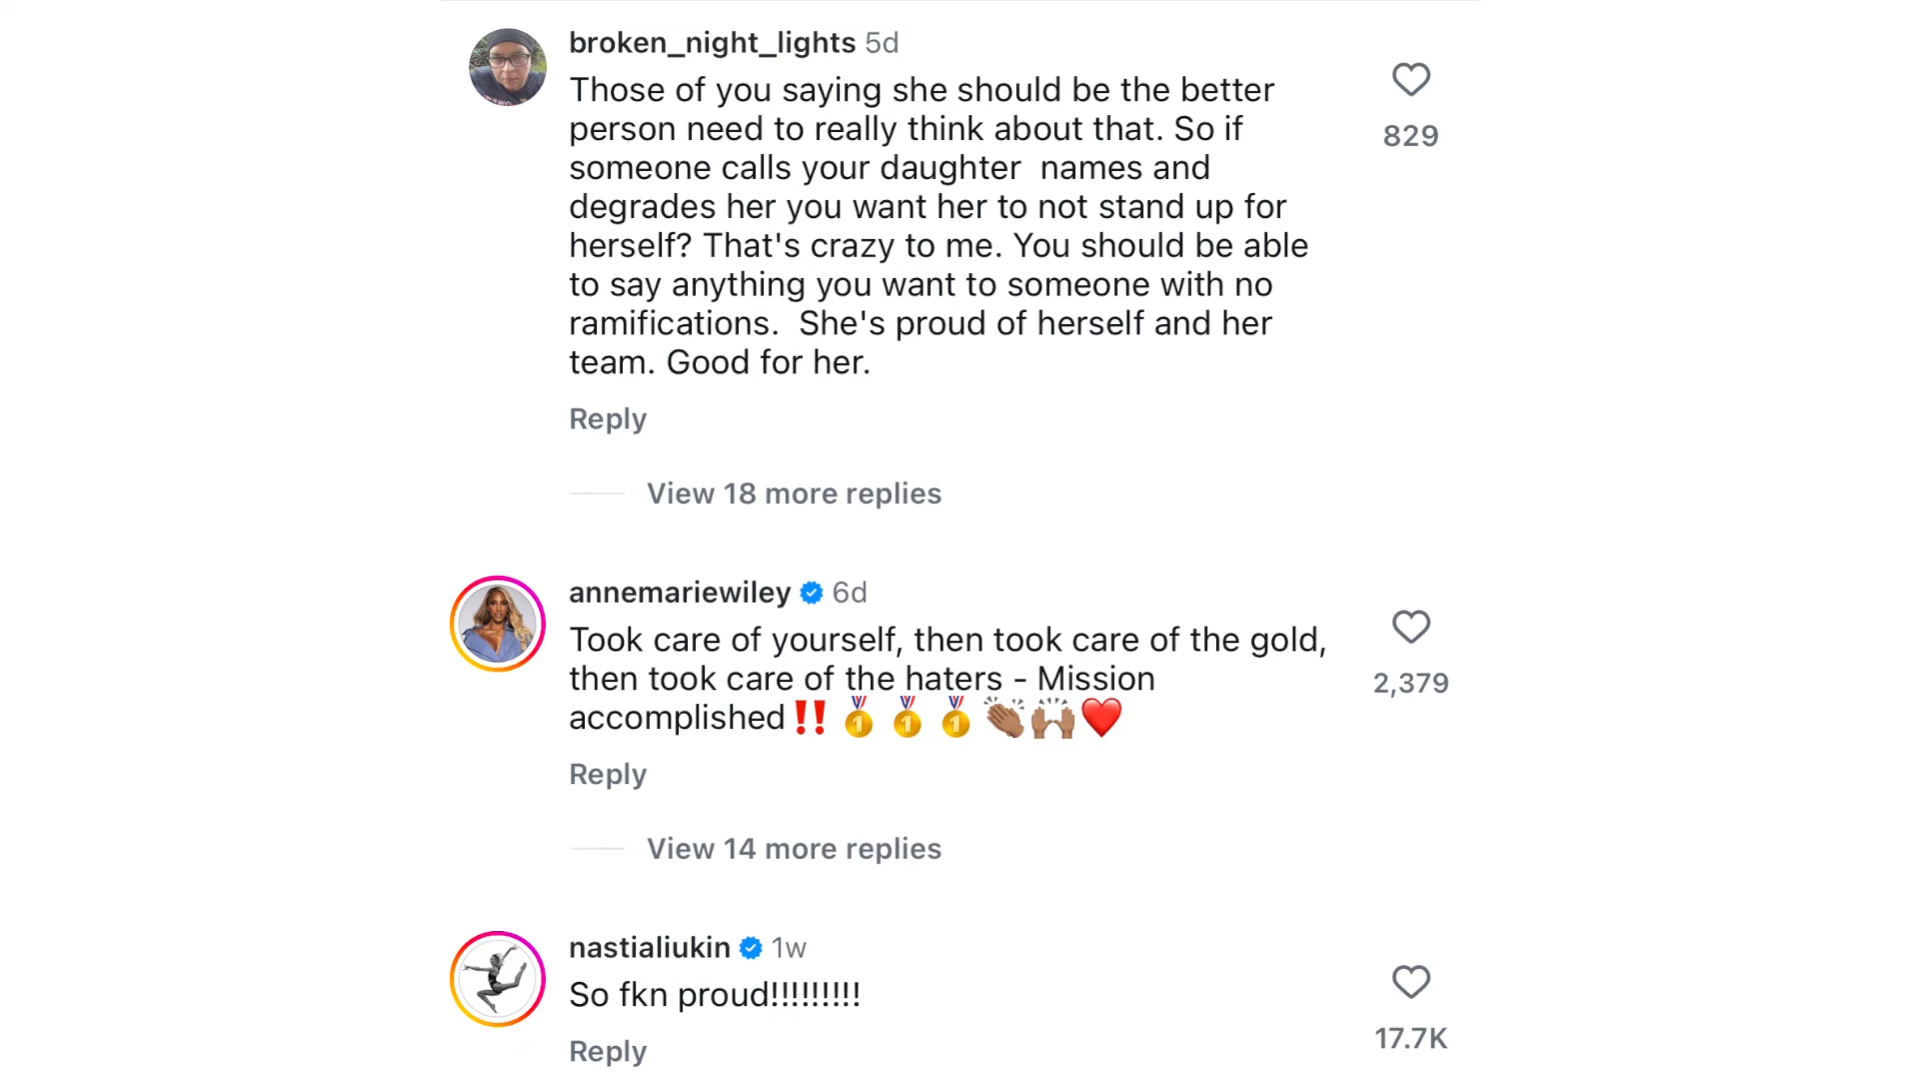 broken_night_lights 5d
Those of you saying she should be the better
person need to really think about that. So if
someone calls your daughter  names and
degrades her you want her to not stand up for
herself? That's crazy to me. You should be able
to say anything you want to someone with no
ramifications.  She's proud of herself and her
team. Good for her.
829
Reply
View 18 more replies
annemariewiley 6d
Took care of yourself, then took care of the gold,
then took care of the haters - Mission
accomplished‼️🥇🥇🥇👏🏽🙌🏽❤️
2,379
Reply
View 14 more replies
nastialiukin 1w
So fkn proud!!!!!!!!!
17.7K
Reply